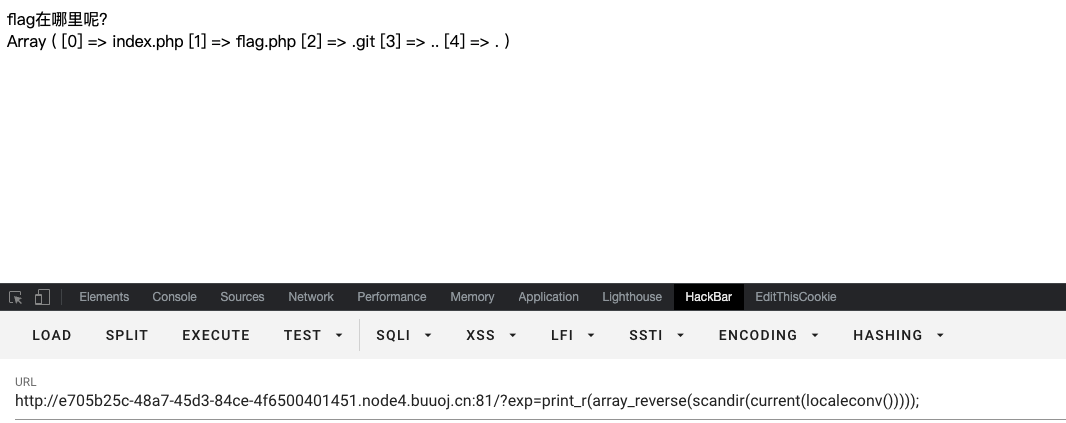 flag在哪里呢?
Array ( [0] => index.php [1] => flag.php [2] => .git [3] => .. [4] => . )
Elements Console Sources Network Performance Memory Application Lighthouse HackBar EditThisCookie
LOAD SPLIT EXECUTE TEST SQLI XSS LFI SSTI ENCODING HASHING
URL
http://e705b25c-48a7-45d3-84ce-4f6500401451.node4.buuoj.cn:81/?exp=print_r(array_reverse(scandir(current(localeconv()))));